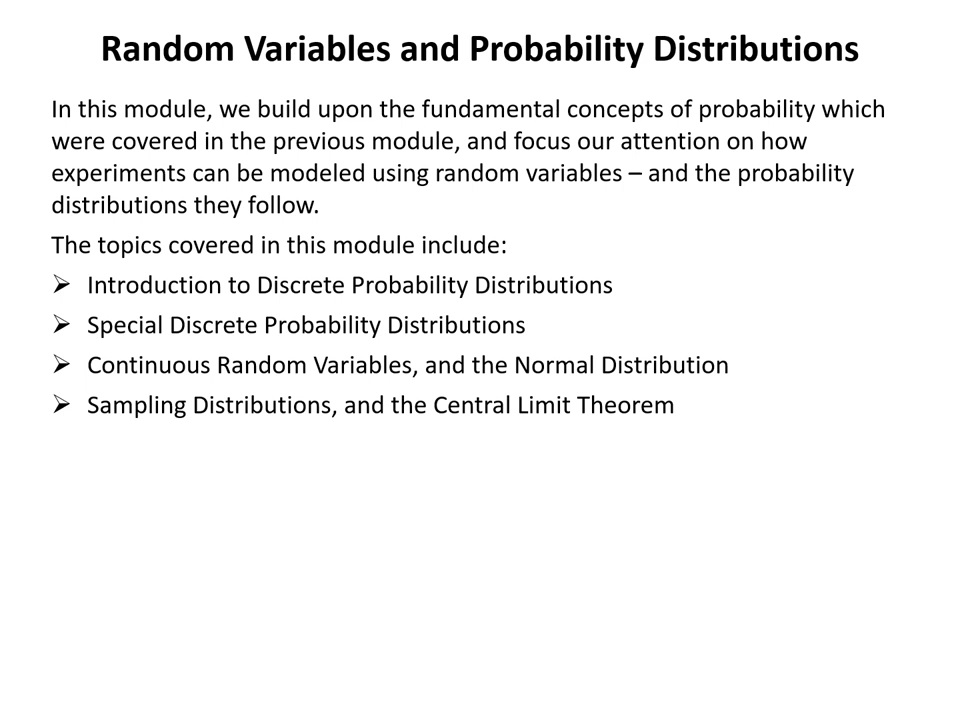 Random Variables and Probability Distributions
In this module, we build upon the fundamental concepts of probability which
were covered in the previous module, and focus our attention on how
experiments can be modeled using random variables – and the probability
distributions they follow.
The topics covered in this module include:
➢ Introduction to Discrete Probability Distributions
➢ Special Discrete Probability Distributions
➢ Continuous Random Variables, and the Normal Distribution
➢ Sampling Distributions, and the Central Limit Theorem